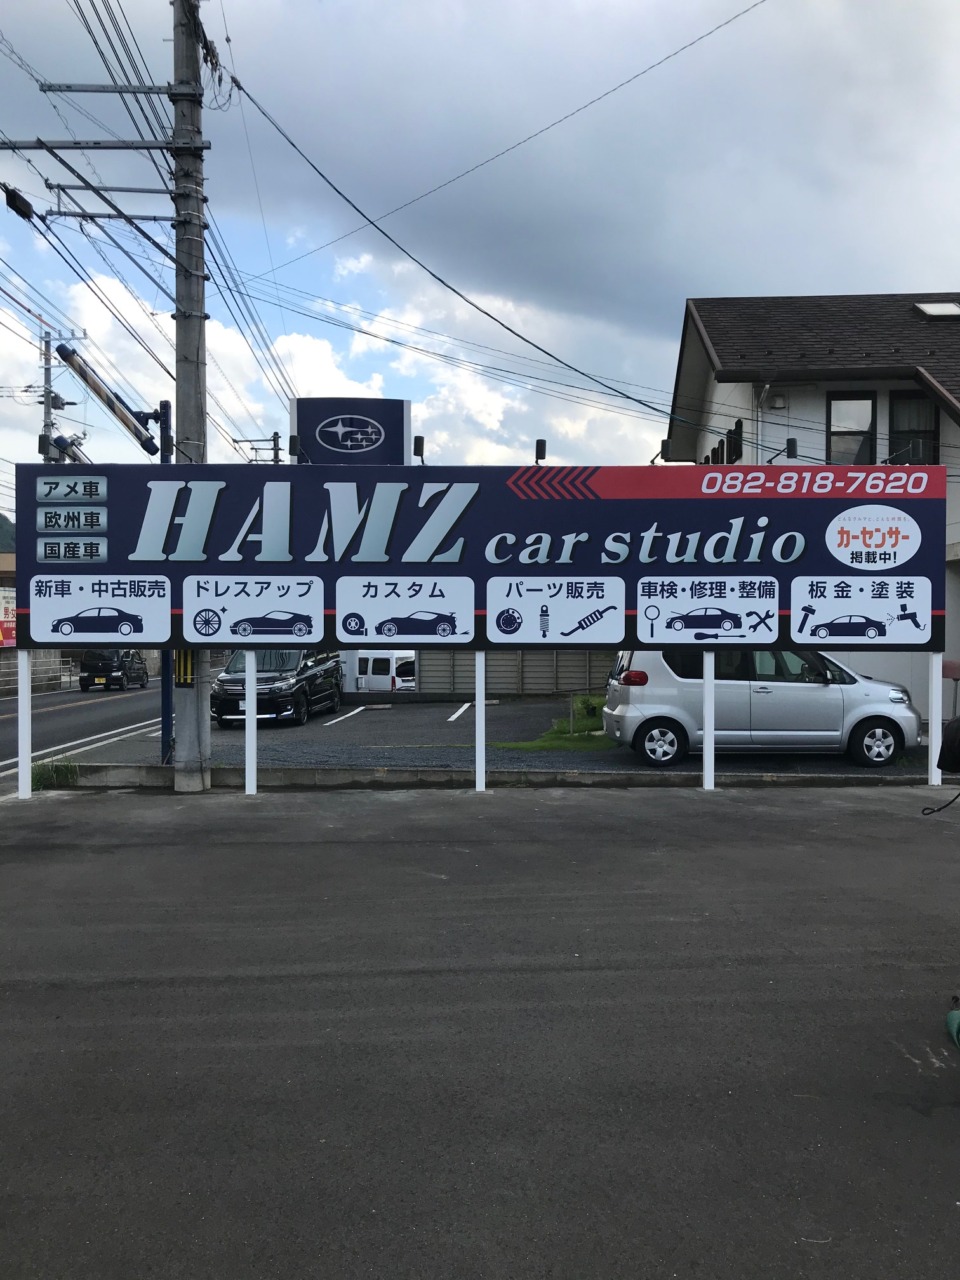 アメ車
欧州車
国産車
HAMZ car studio
082-818-7620
カーセンサー
掲載中!
新車・中古販売
ドレスアップ
カスタム
パーツ販売
車検・修理・整備
板金・塗装